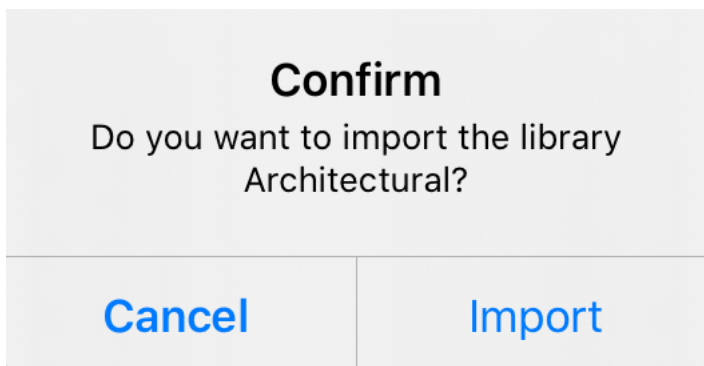 Confirm
Do you want to import the library
Architectural?
Cancel
Import